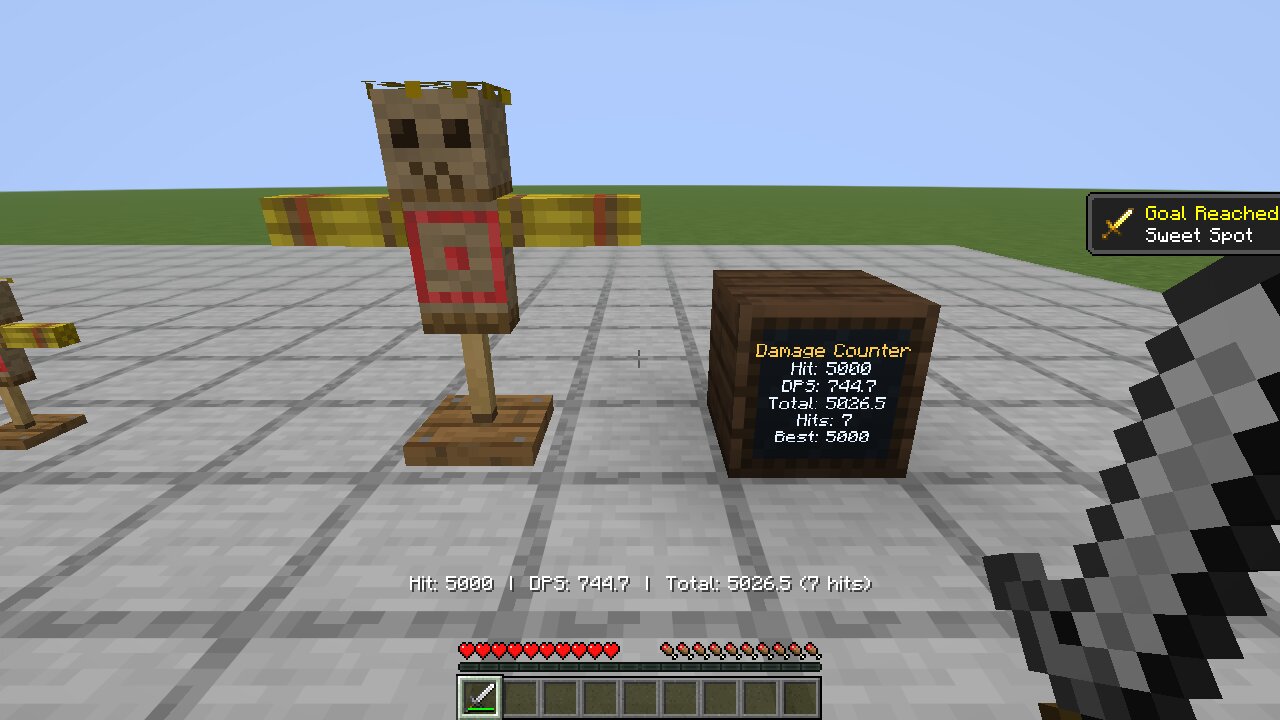 Goal Reached
Sweet Spot
Damage Counter
Hit: 5000
DPS: 744.7
Total: 5026.5
Hits: 7
Best: 5000
Hit: 5000 | DPS: 744.7 | Total: 5026.5 (7 hits)